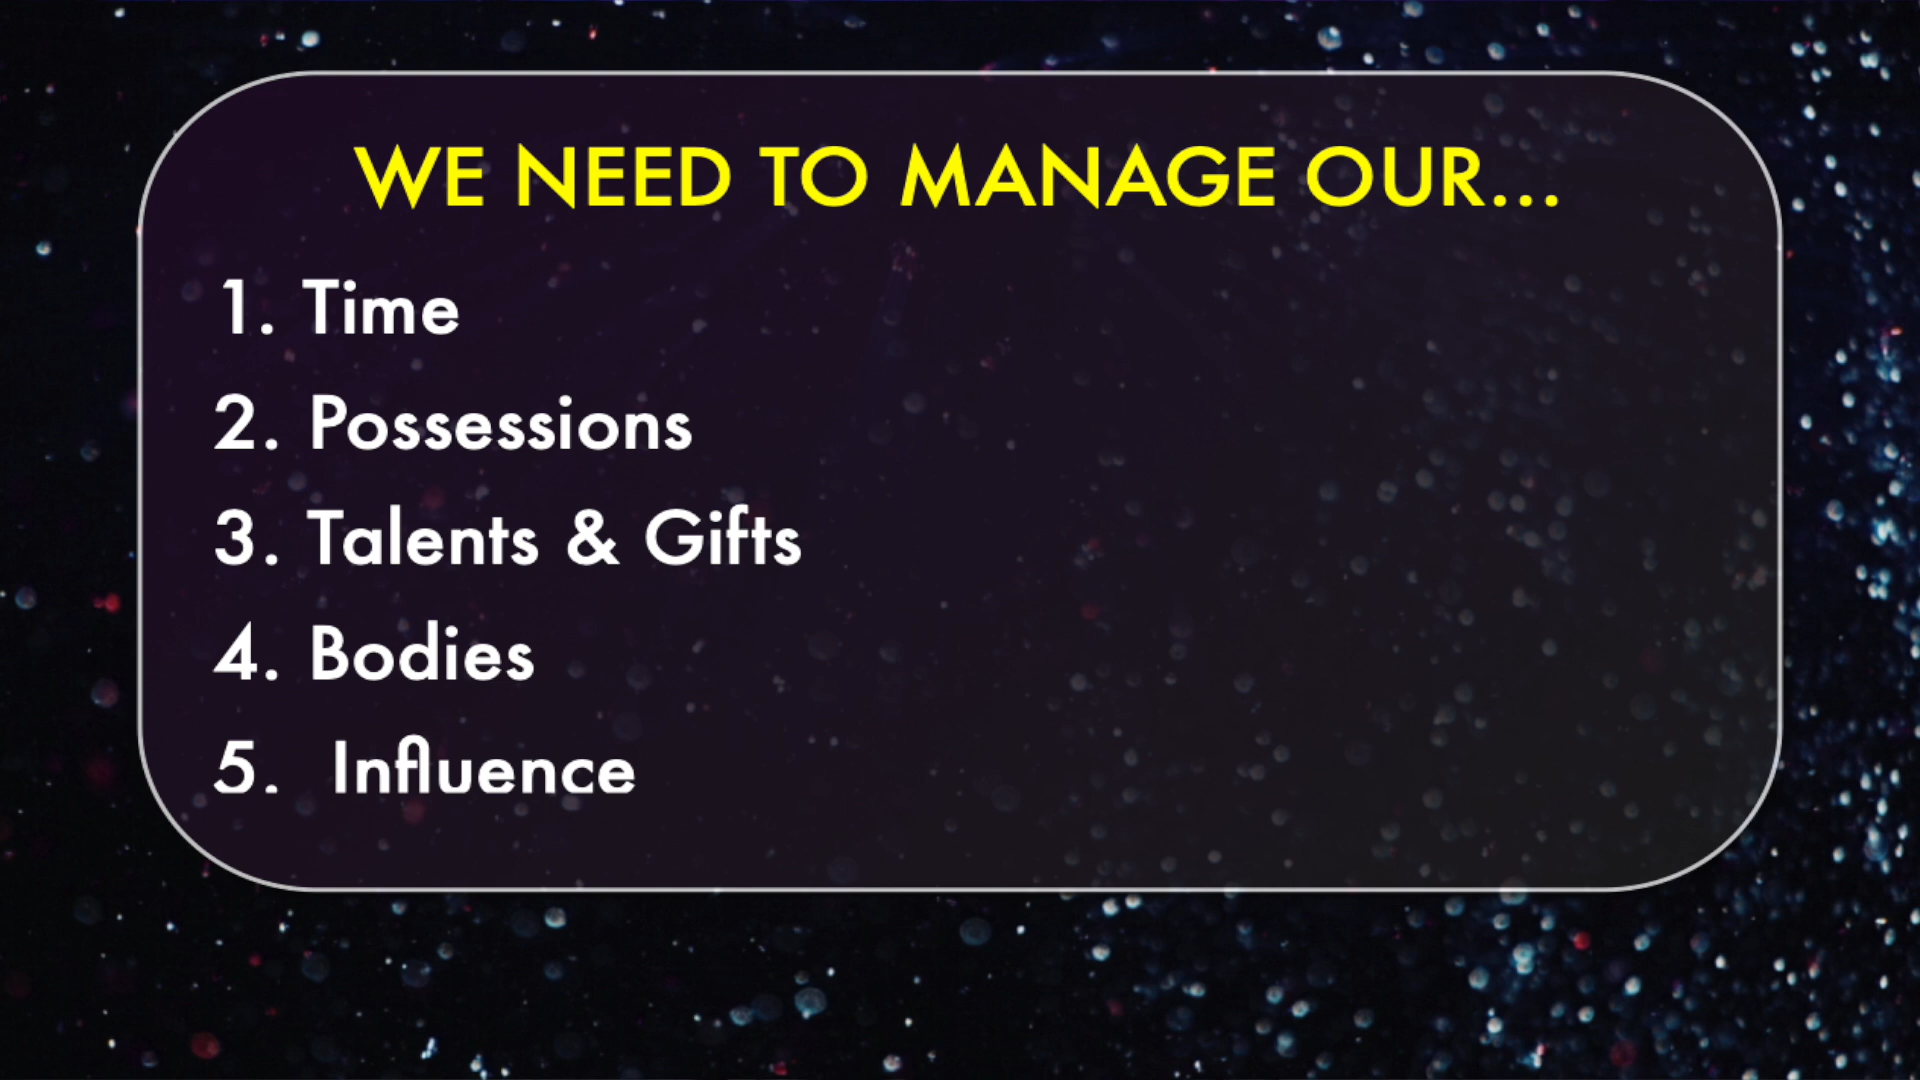 WE NEED TO MANAGE OUR...
1. Time
2. Possessions
3. Talents & Gifts
4. Bodies
5. Influence